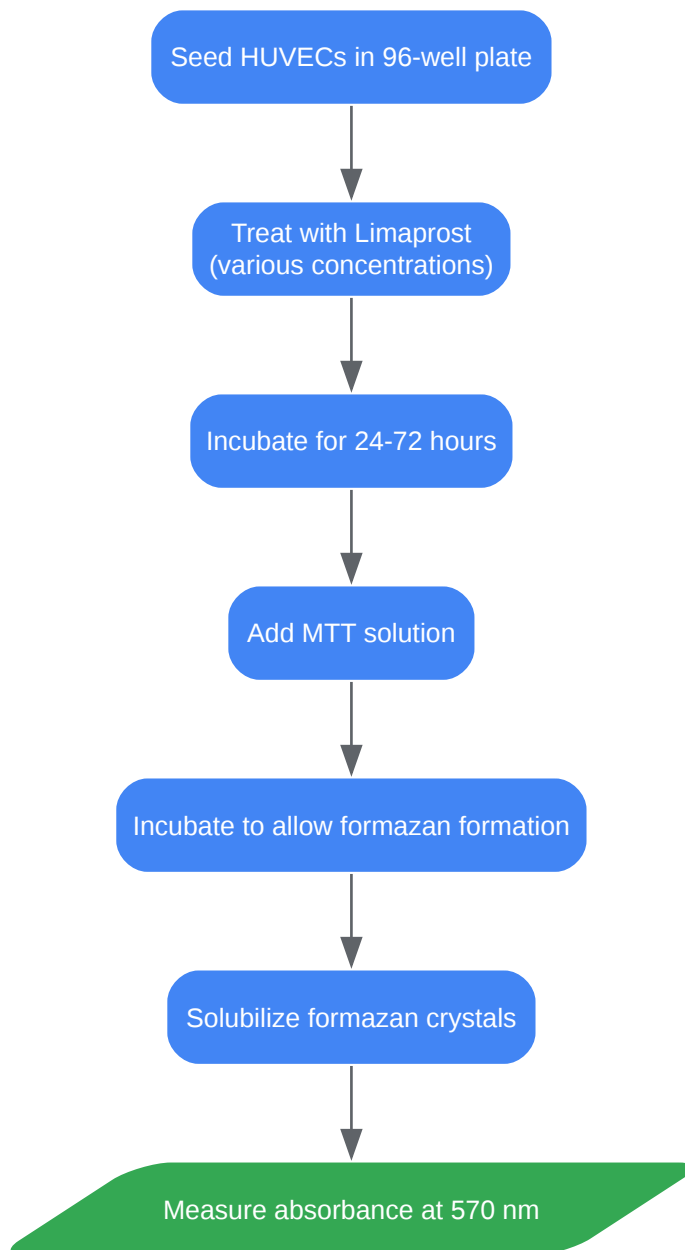 Seed HUVECs in 96-well plate
Treat with Limaprost
(various concentrations)
Incubate for 24-72 hours
Add MTT solution
Incubate to allow formazan formation
Solubilize formazan crystals
Measure absorbance at 570 nm